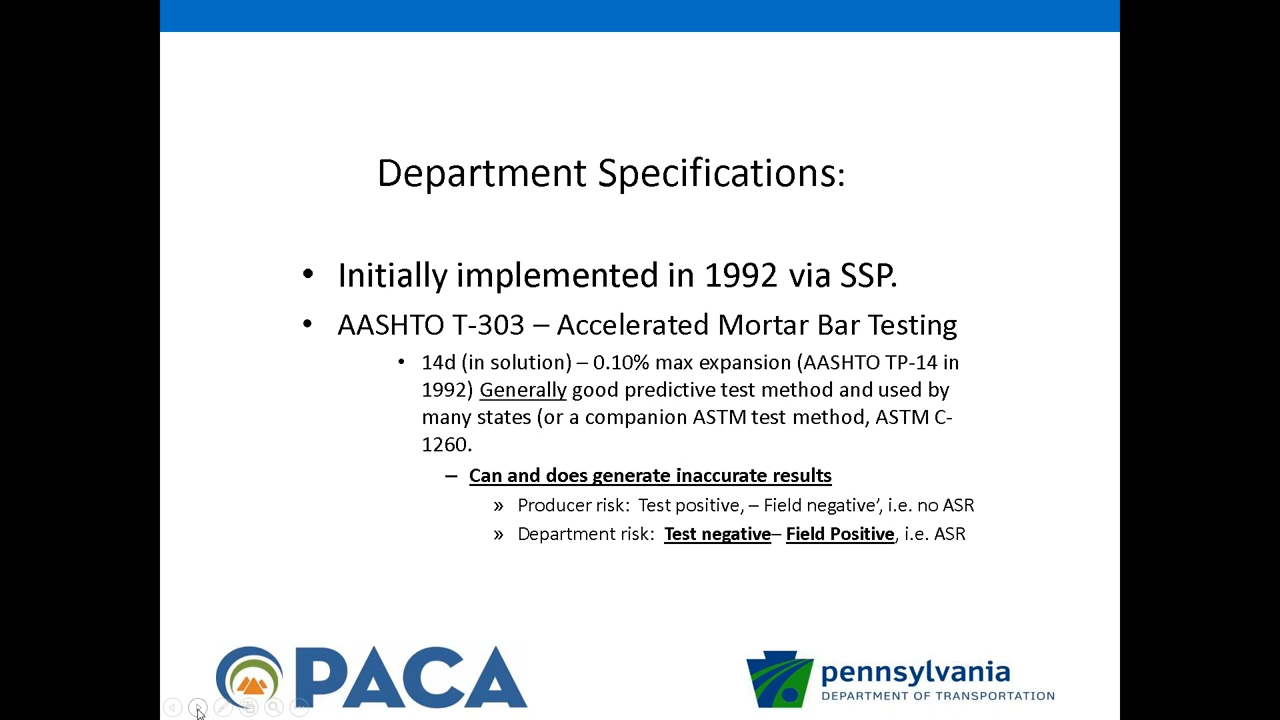 Department Specifications:
• Initially implemented in 1992 via SSP.
• AASHTO T-303 – Accelerated Mortar Bar Testing
• 14d (in solution) – 0.10% max expansion (AASHTO TP-14 in
1992) Generally good predictive test method and used by
many states (or a companion ASTM test method, ASTM C-
1260.
– Can and does generate inaccurate results
» Producer risk: Test positive, – Field negative’, i.e. no ASR
» Department risk: Test negative– Field Positive, i.e. ASR
PACA
pennsylvania
DEPARTMENT OF TRANSPORTATION